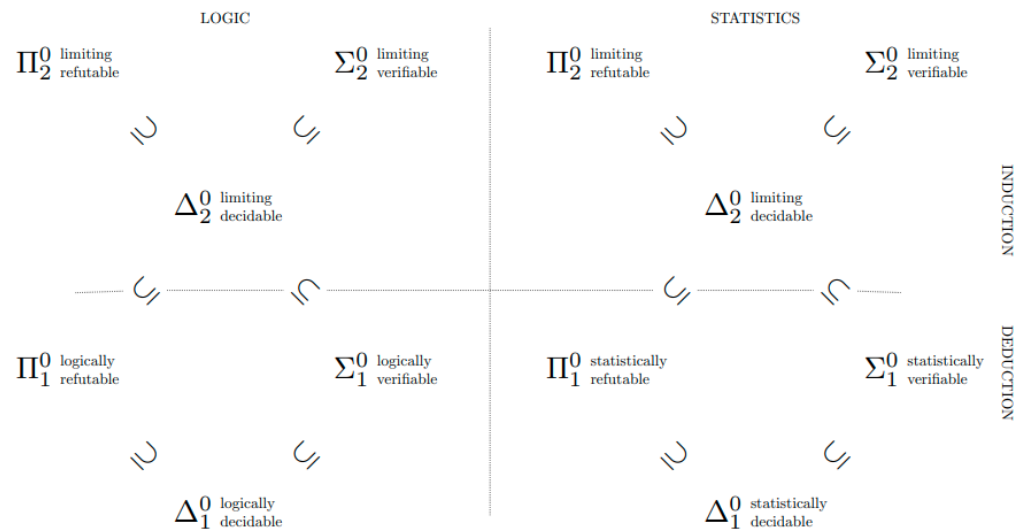 LOGIC STATISTICS
Π⁰₂ limiting refutable Σ⁰₂ limiting verifiable Π⁰₂ limiting refutable Σ⁰₂ limiting verifiable
⊆ ⊆ ⊆ ⊆
Δ⁰₂ limiting decidable Δ⁰₂ limiting decidable
INDUCTION
⊆ ⊆ ⊆ ⊆
Π⁰₁ logically refutable Σ⁰₁ logically verifiable Π⁰₁ statistically refutable Σ⁰₁ statistically verifiable
DEDUCTION
⊆ ⊆ ⊆ ⊆
Δ⁰₁ logically decidable Δ⁰₁ statistically decidable